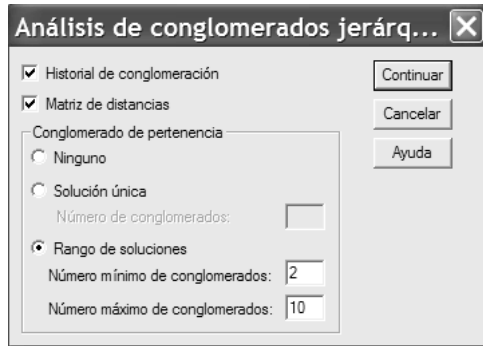 Análisis de conglomerados jerárq...
Historial de conglomeración
Matriz de distancias
Conglomerado de pertenencia
Ninguno
Solución única
Número de conglomerados:
Rango de soluciones
Número mínimo de conglomerados: 2
Número máximo de conglomerados: 10
Continuar
Cancelar
Ayuda